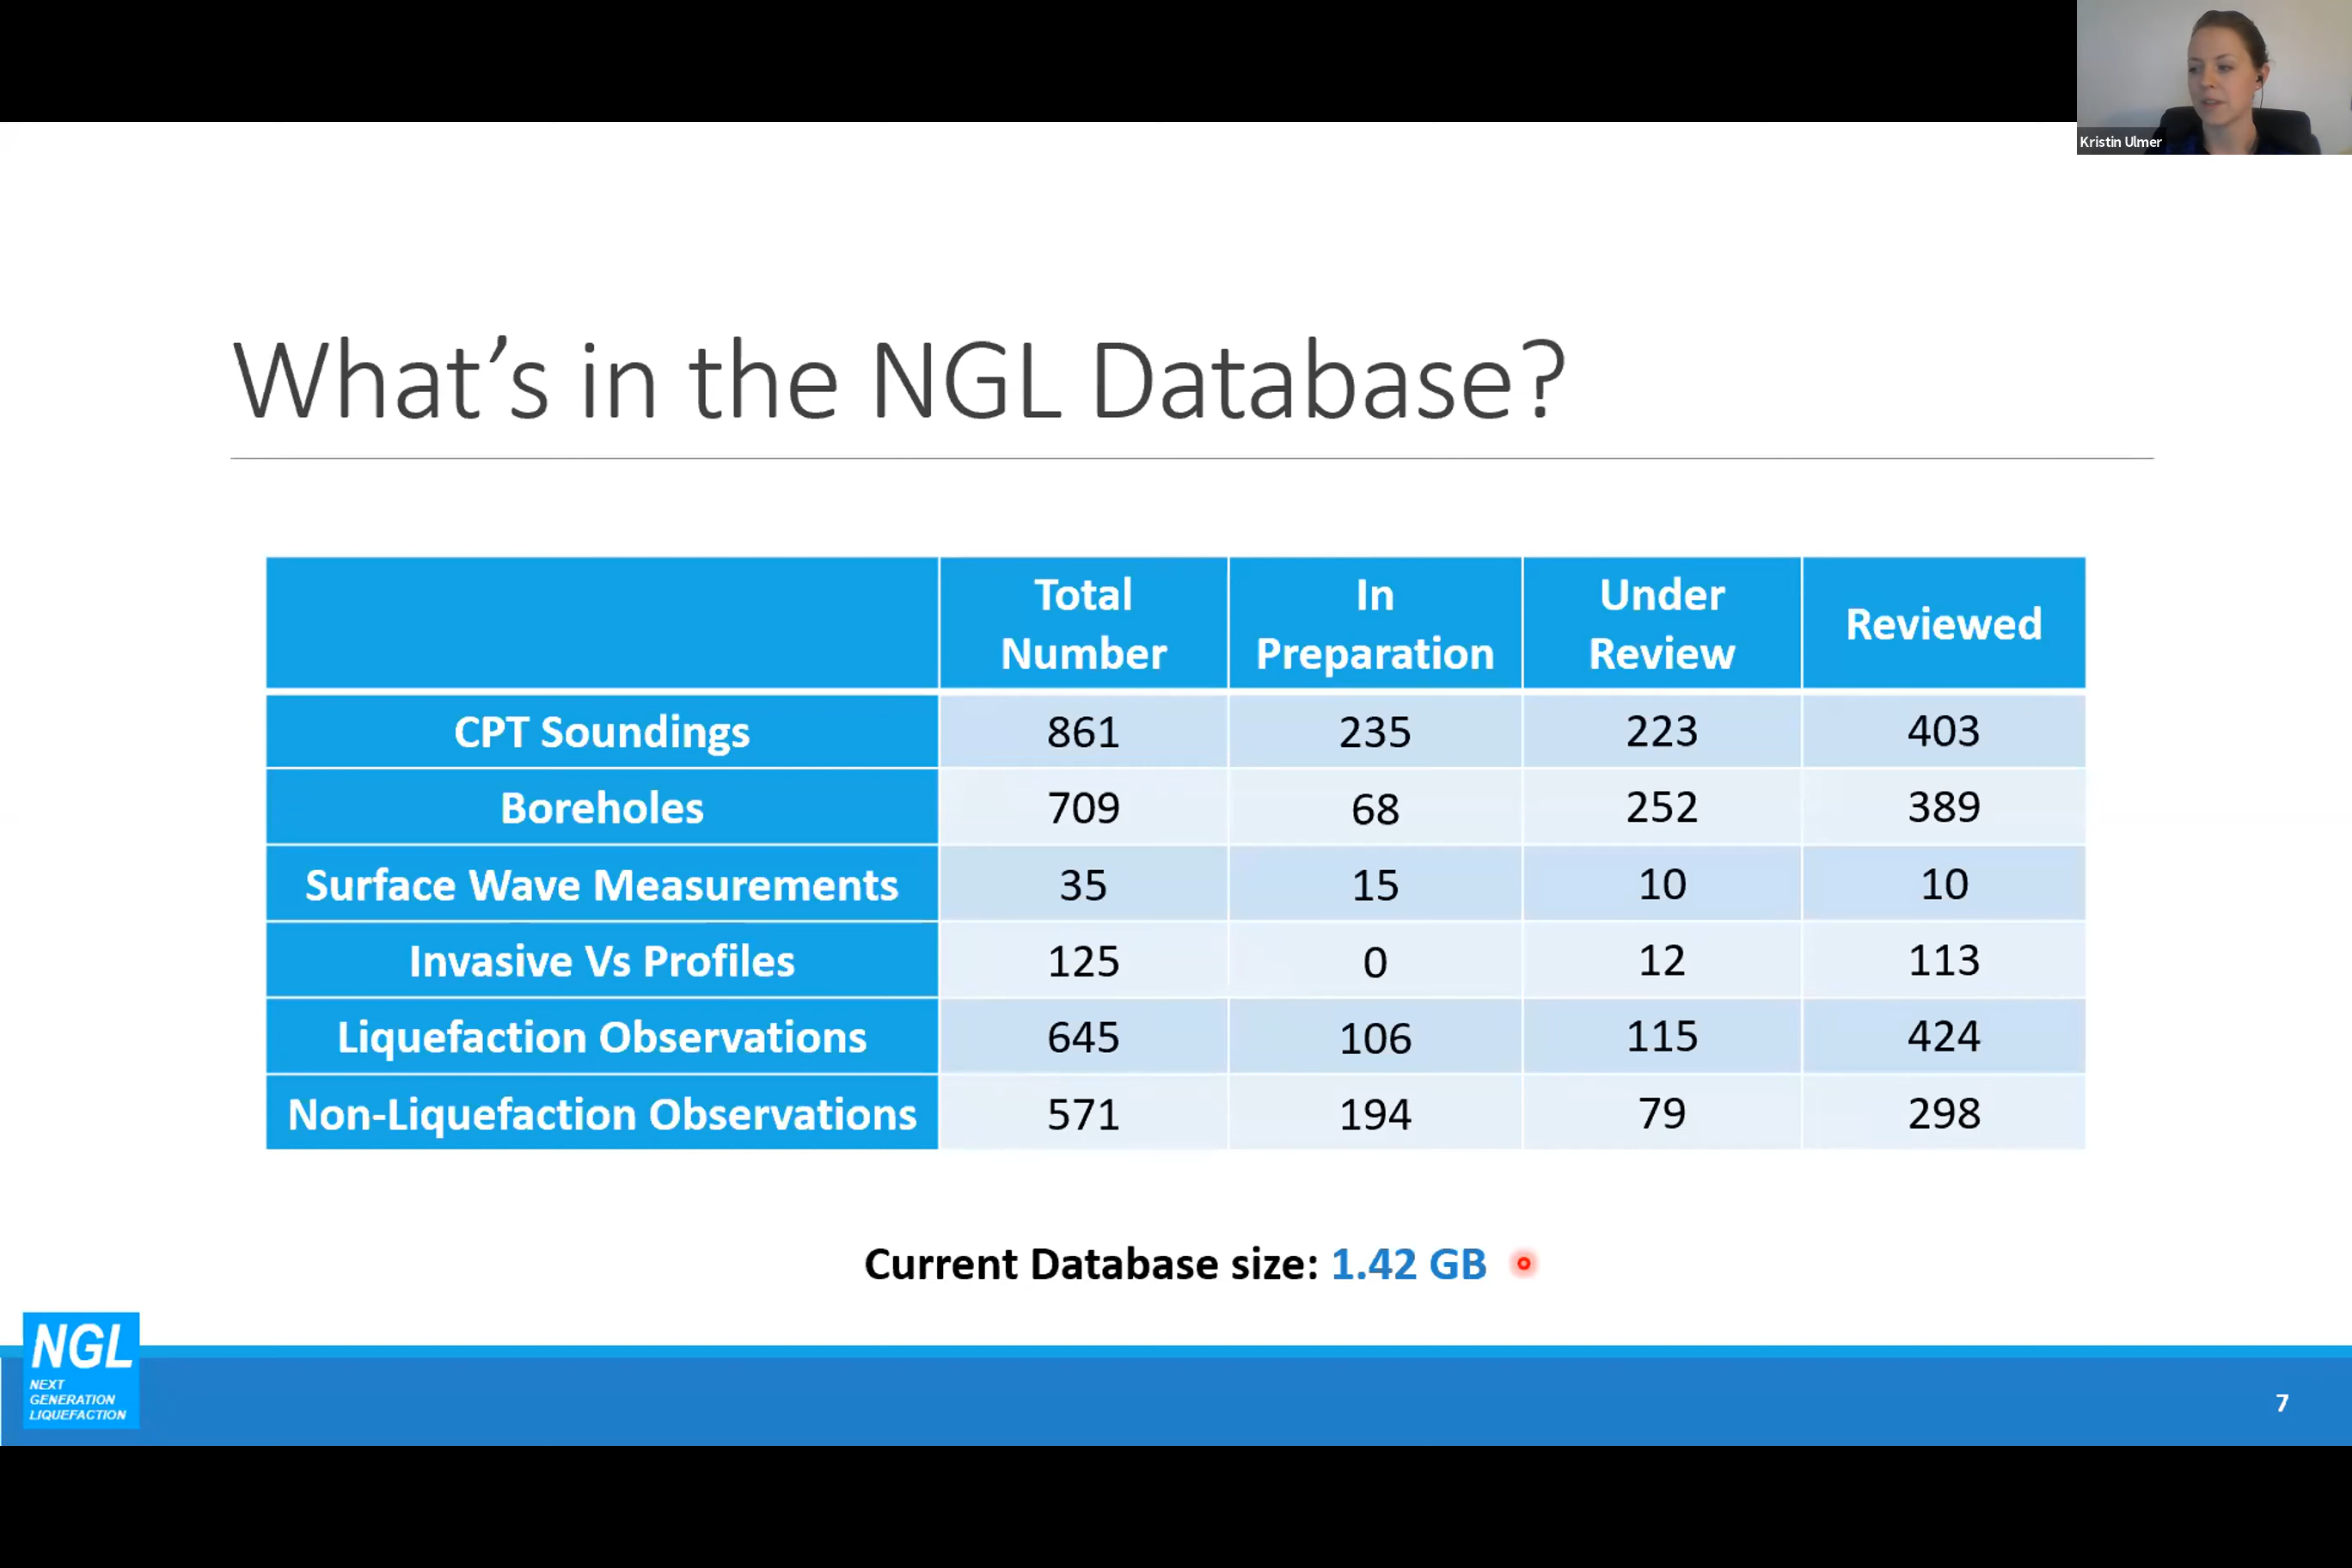 Kristin Ulmer
What’s in the NGL Database?
Total Number In Preparation Under Review Reviewed
CPT Soundings 861 235 223 403
Boreholes 709 68 252 389
Surface Wave Measurements 35 15 10 10
Invasive Vs Profiles 125 0 12 113
Liquefaction Observations 645 106 115 424
Non-Liquefaction Observations 571 194 79 298
Current Database size: 1.42 GB
NGL
NEXT
GENERATION
LIQUEFACTION
7